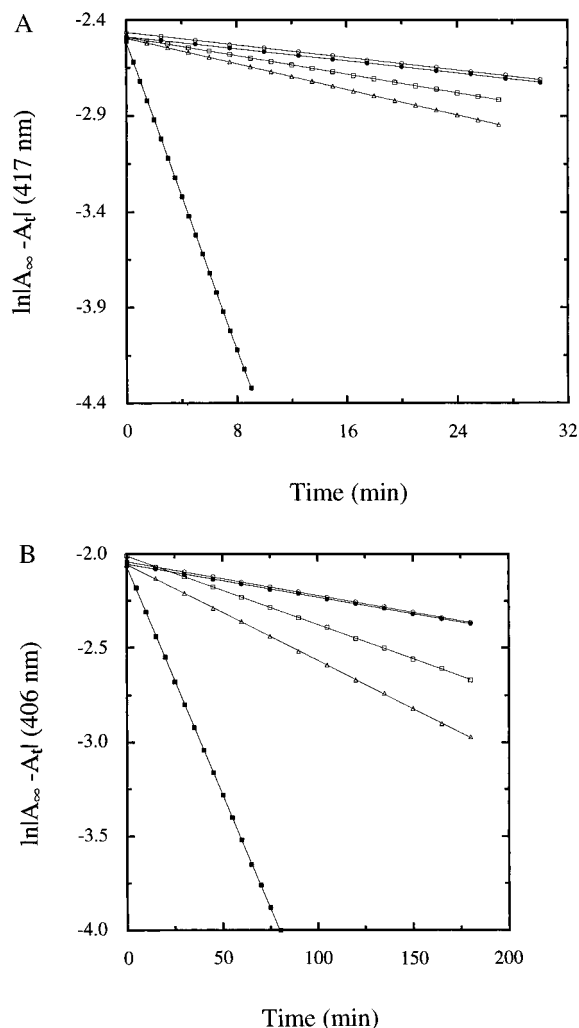 A
ln|A∞ -At| (417 nm)
-2.4
-2.9
-3.4
-3.9
-4.4
0 8 16 24 32
Time (min)
B
ln|A∞ -At| (406 nm)
-2.0
-2.5
-3.0
-3.5
-4.0
0 50 100 150 200
Time (min)